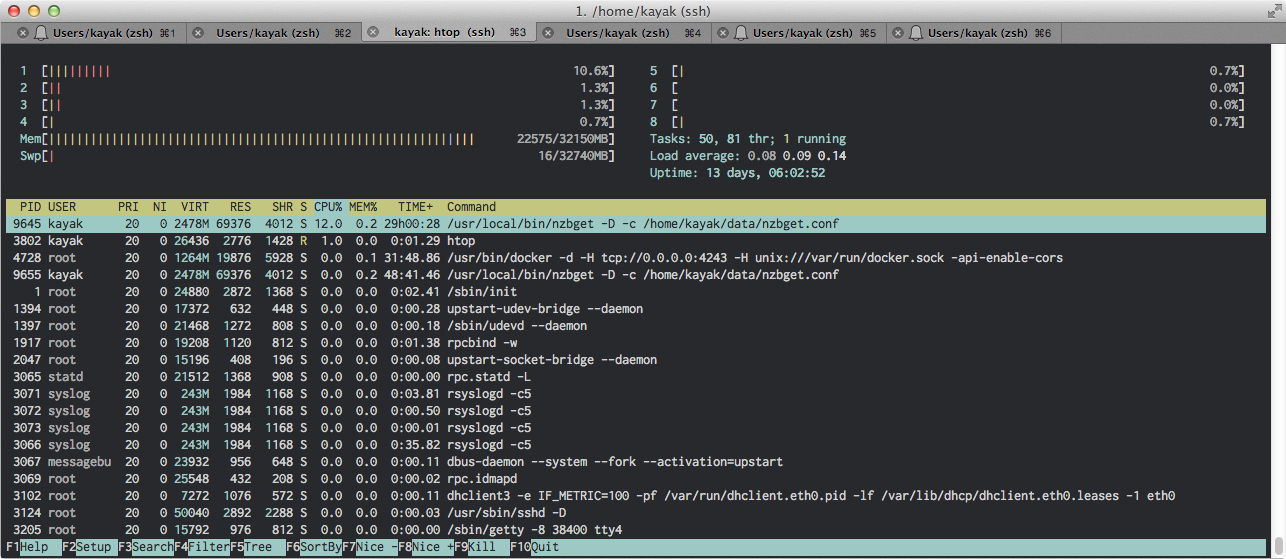 1. /home/kayak (ssh)
Users/kayak (zsh) ⌘1 Users/kayak (zsh) ⌘2 kayak: htop (ssh) ⌘3 Users/kayak (zsh) ⌘4 Users/kayak (zsh) ⌘5 Users/kayak (zsh) ⌘6
1 [||||||||| 10.6%] 5 [| 0.7%]
2 [|| 1.3%] 6 [ 0.0%]
3 [|| 1.3%] 7 [ 0.0%]
4 [| 0.7%] 8 [| 0.7%]
Mem[||||||||||||||||||||||||||||||||||||||||||||||||||||||||||||| 22575/32150MB] Tasks: 50, 81 thr; 1 running
Swp[| 16/32740MB] Load average: 0.08 0.09 0.14
Uptime: 13 days, 06:02:52
PID USER PRI NI VIRT RES SHR S CPU% MEM% TIME+ Command
9645 kayak 20 0 2478M 69376 4012 S 12.0 0.2 29h00:28 /usr/local/bin/nzbget -D -c /home/kayak/data/nzbget.conf
3802 kayak 20 0 26436 2776 1428 R 1.0 0.0 0:01.29 htop
4728 root 20 0 1264M 19876 5928 S 0.0 0.1 31:48.86 /usr/bin/docker -d -H tcp://0.0.0.0:4243 -H unix:///var/run/docker.sock -api-enable-cors
9655 kayak 20 0 2478M 69376 4012 S 0.0 0.2 48:41.46 /usr/local/bin/nzbget -D -c /home/kayak/data/nzbget.conf
1 root 20 0 24880 2872 1368 S 0.0 0.0 0:02.41 /sbin/init
1394 root 20 0 17372 632 448 S 0.0 0.0 0:00.28 upstart-udev-bridge --daemon
1397 root 20 0 21468 1272 808 S 0.0 0.0 0:00.18 /sbin/udevd --daemon
1917 root 20 0 19208 1120 812 S 0.0 0.0 0:01.38 rpcbind -w
2047 root 20 0 15196 408 196 S 0.0 0.0 0:00.08 upstart-socket-bridge --daemon
3065 statd 20 0 21512 1368 908 S 0.0 0.0 0:00.00 rpc.statd -L
3071 syslog 20 0 243M 1984 1168 S 0.0 0.0 0:03.81 rsyslogd -c5
3072 syslog 20 0 243M 1984 1168 S 0.0 0.0 0:00.50 rsyslogd -c5
3073 syslog 20 0 243M 1984 1168 S 0.0 0.0 0:00.01 rsyslogd -c5
3066 syslog 20 0 243M 1984 1168 S 0.0 0.0 0:35.82 rsyslogd -c5
3067 messagebu 20 0 23932 956 648 S 0.0 0.0 0:00.11 dbus-daemon --system --fork --activation=upstart
3069 root 20 0 25548 432 208 S 0.0 0.0 0:00.02 rpc.idmapd
3102 root 20 0 7272 1076 572 S 0.0 0.0 0:00.11 dhclient3 -e IF_METRIC=100 -pf /var/run/dhclient.eth0.pid -lf /var/lib/dhcp/dhclient.eth0.leases -1 eth0
3124 root 20 0 50040 2892 2288 S 0.0 0.0 0:00.03 /usr/sbin/sshd -D
3205 root 20 0 15792 976 812 S 0.0 0.0 0:00.00 /sbin/getty -8 38400 tty4
F1Help F2Setup F3SearchF4FilterF5Tree F6SortByF7Nice -F8Nice +F9Kill F10Quit